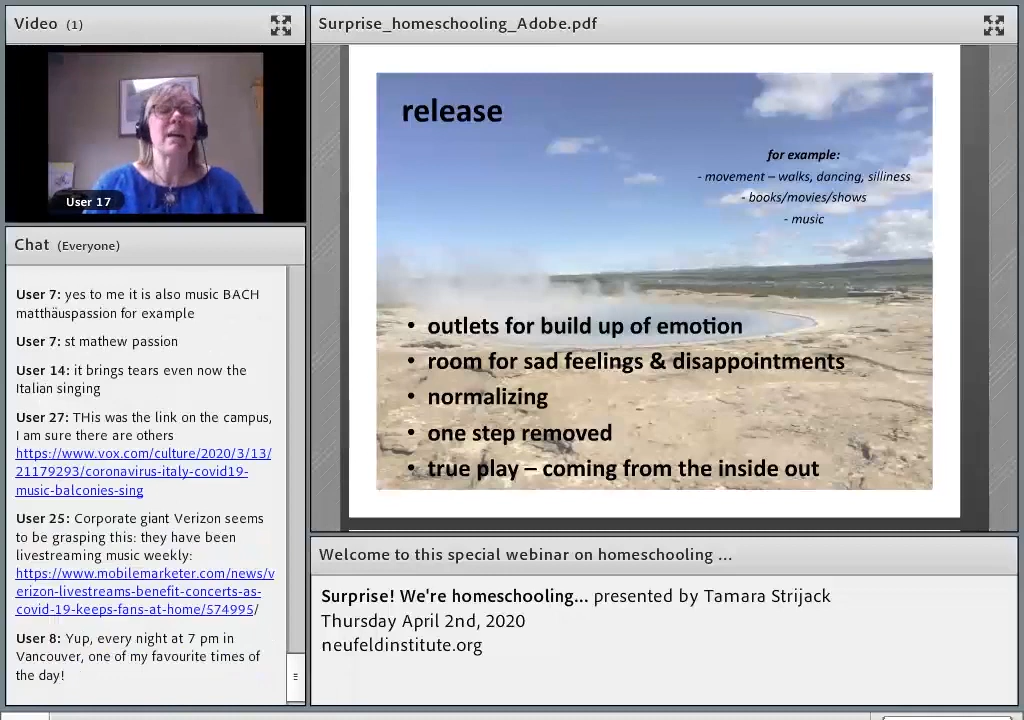 Video (1)
User 17
Chat (Everyone)
User 7: yes to me it is also music BACH
matthäuspassion for example
User 7: st mathew passion
User 14: it brings tears even now the
Italian singing
User 27: THis was the link on the campus,
I am sure there are others
https://www.vox.com/culture/2020/3/13/
21179293/coronavirus-italy-covid19-
music-balconies-sing
User 25: Corporate giant Verizon seems
to be grasping this: they have been
livestreaming music weekly:
https://www.mobilemarketer.com/news/v
erizon-livestreams-benefit-concerts-as-
covid-19-keeps-fans-at-home/574995/
User 8: Yup, every night at 7 pm in
Vancouver, one of my favourite times of
the day!
Surprise_homeschooling_Adobe.pdf
release
for example:
- movement – walks, dancing, silliness
- books/movies/shows
- music
• outlets for build up of emotion
• room for sad feelings & disappointments
• normalizing
• one step removed
• true play – coming from the inside out
Welcome to this special webinar on homeschooling ...
Surprise! We're homeschooling... presented by Tamara Strijack
Thursday April 2nd, 2020
neufeldinstitute.org